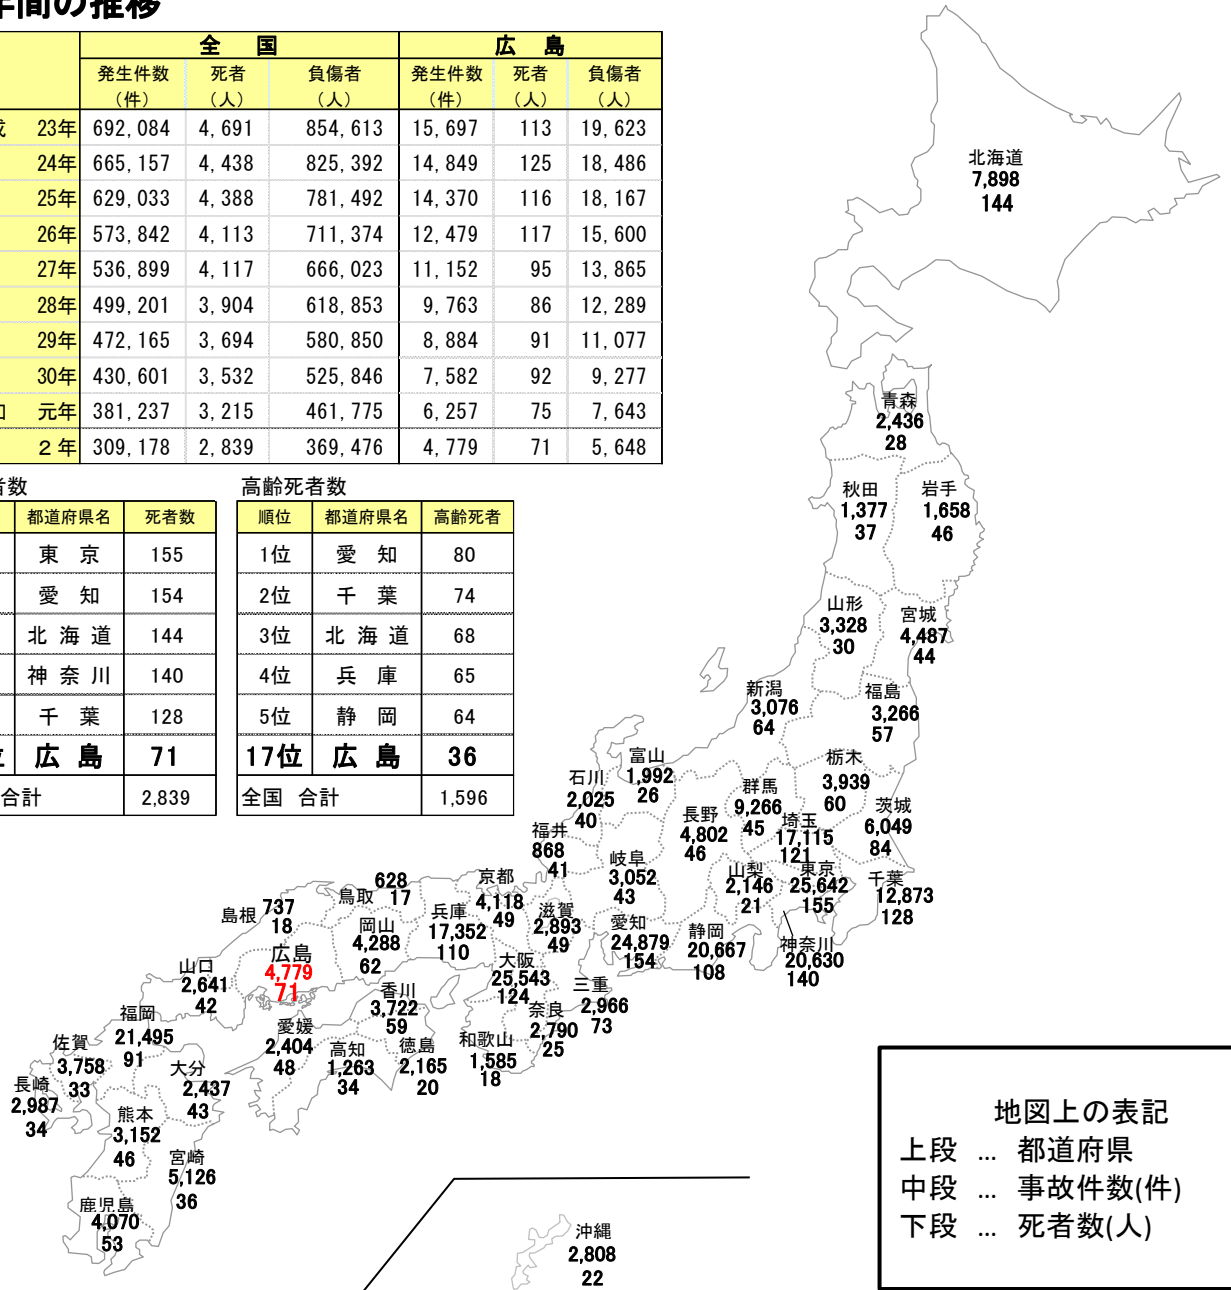 年間の推移
全 国 広 島
発生件数 死者 負傷者 発生件数 死者 負傷者
（件） （人） （人） （件） （人） （人）
成 23年 692,084 4,691 854,613 15,697 113 19,623
24年 665,157 4,438 825,392 14,849 125 18,486
25年 629,033 4,388 781,492 14,370 116 18,167
26年 573,842 4,113 711,374 12,479 117 15,600
27年 536,899 4,117 666,023 11,152 95 13,865
28年 499,201 3,904 618,853 9,763 86 12,289
29年 472,165 3,694 580,850 8,884 91 11,077
30年 430,601 3,532 525,846 7,582 92 9,277
和 元年 381,237 3,215 461,775 6,257 75 7,643
２年 309,178 2,839 369,476 4,779 71 5,648
者数
都道府県名 死者数
東 京 155
愛 知 154
北 海 道 144
神 奈 川 140
千 葉 128
位 広 島 71
合計 2,839
高齢死者数
順位 都道府県名 高齢死者
1位 愛 知 80
2位 千 葉 74
3位 北 海 道 68
4位 兵 庫 65
5位 静 岡 64
17位 広 島 36
全国 合計 1,596
北海道
7,898
144
青森
2,436
28
秋田
1,377
37
岩手
1,658
46
山形
3,328
30
宮城
4,487
44
新潟
3,076
64
福島
3,266
57
富山
1,992
26
石川
2,025
40
福井
868
41
栃木
3,939
60
群馬
9,266
45
茨城
6,049
84
埼玉
17,115
121
長野
4,802
46
岐阜
3,052
43
山梨
2,146
21
東京
25,642
155
千葉
12,873
128
神奈川
20,630
140
静岡
20,667
108
愛知
24,879
154
三重
2,966
73
滋賀
2,893
49
京都
4,118
49
兵庫
17,352
110
大阪
25,543
124
奈良
2,790
25
和歌山
1,585
18
鳥取
628
17
島根
737
18
岡山
4,288
62
広島
4,779
71
山口
2,641
42
香川
3,722
59
愛媛
2,404
48
高知
1,263
34
徳島
2,165
20
福岡
21,495
91
佐賀
3,758
33
長崎
2,987
34
大分
2,437
43
熊本
3,152
46
宮崎
5,126
36
鹿児島
4,070
53
沖縄
2,808
22
地図上の表記
上段 … 都道府県
中段 … 事故件数(件)
下段 … 死者数(人)